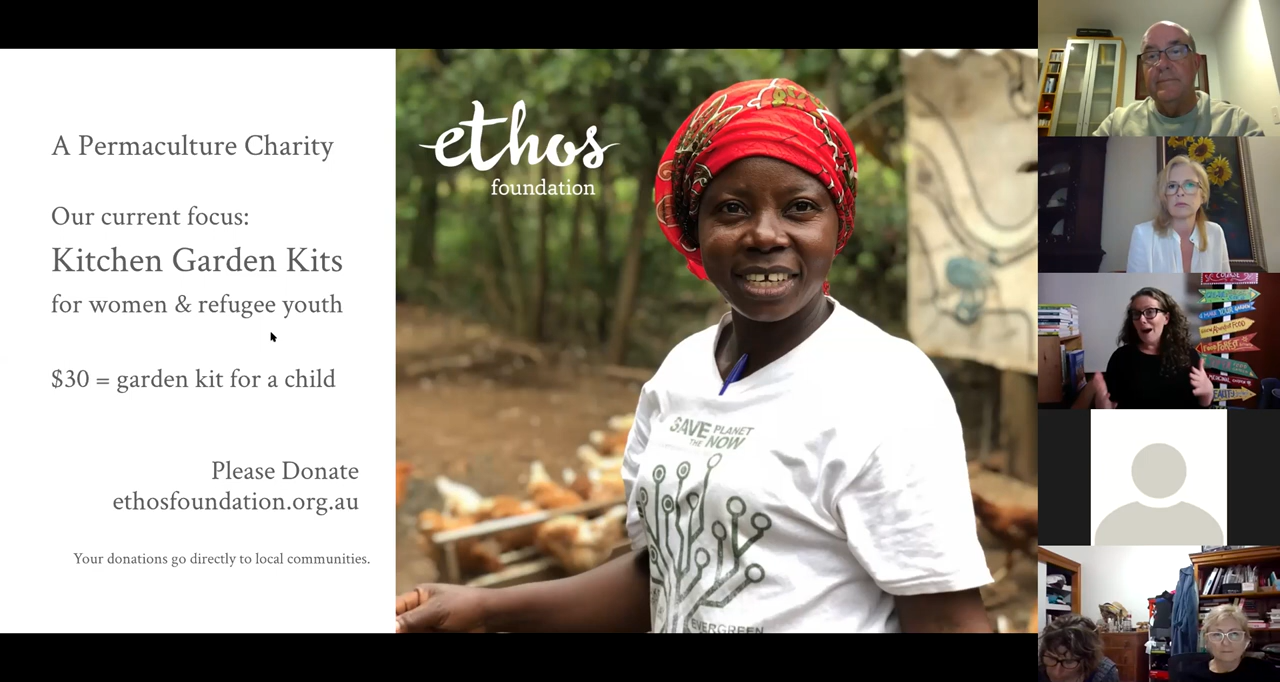 A Permaculture Charity
Our current focus:
Kitchen Garden Kits
for women & refugee youth
$30 = garden kit for a child
Please Donate
ethosfoundation.org.au
Your donations go directly to local communities.
ethos
foundation
SAVE PLANET
THE NOW
EVERGREEN